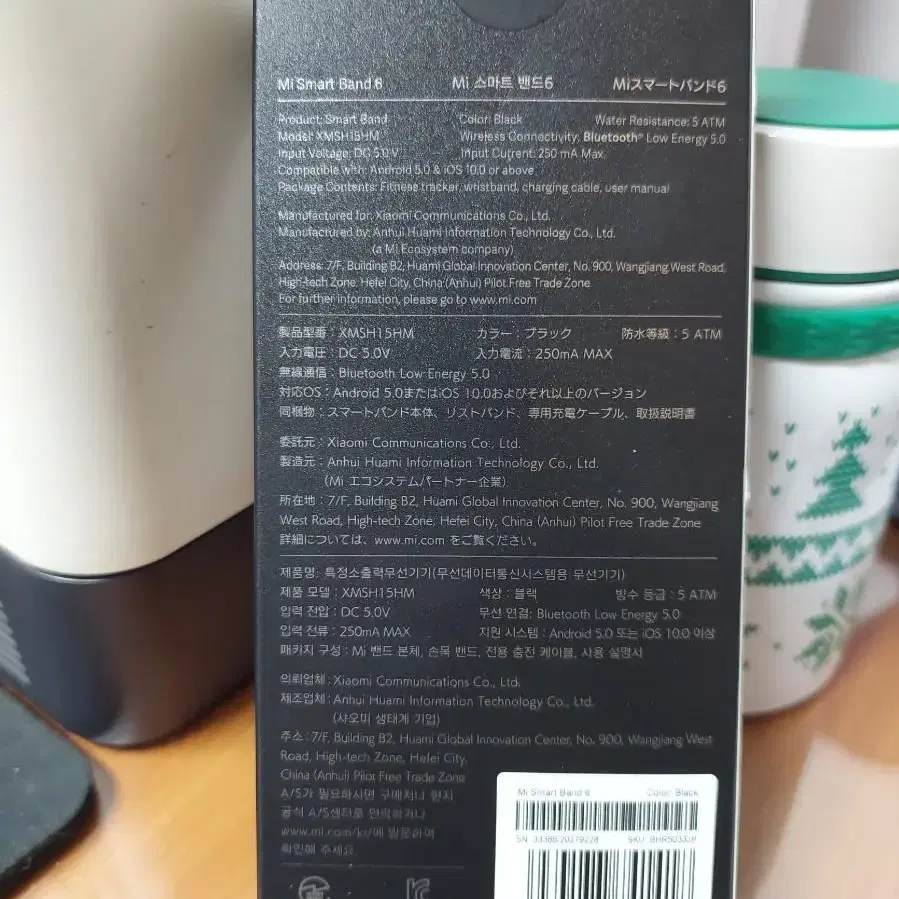 Mi Smart Band 6 Mi 스마트 밴드6 Miスマートバンド6
Product: Smart Band Color: Black Water Resistance: 5 ATM
Model: XMSH15HM Wireless Connectivity: Bluetooth® Low Energy 5.0
Input Voltage: DC 5.0V Input Current: 250 mA Max.
Compatible with: Android 5.0 & iOS 10.0 or above
Package Contents: Fitness tracker, wristband, charging cable, user manual
Manufactured for: Xiaomi Communications Co., Ltd.
Manufactured by: Anhui Huami Information Technology Co., Ltd.
(a Mi Ecosystem company)
Address: 7/F, Building B2, Huami Global Innovation Center, No. 900, Wangjiang West Road,
High-tech Zone, Hefei City, China (Anhui) Pilot Free Trade Zone
For further information, please go to www.mi.com
製品型番：XMSH15HM カラー：ブラック 防水等級：5 ATM
入力電圧：DC 5.0V 入力電流：250mA MAX
無線通信：Bluetooth Low Energy 5.0
対応OS：Android 5.0またはiOS 10.0およびそれ以上のバージョン
同梱物：スマートバンド本体、リストバンド、専用充電ケーブル、取扱説明書
委託元：Xiaomi Communications Co., Ltd.
製造元：Anhui Huami Information Technology Co., Ltd.
(Mi エコシステムパートナー企業)
所在地：7/F, Building B2, Huami Global Innovation Center, No. 900, Wangjiang
West Road, High-tech Zone, Hefei City, China (Anhui) Pilot Free Trade Zone
詳細については、www.mi.com をご覧ください。
제품명: 특정소출력무선기기(무선데이터통신시스템용 무선기기)
제품 모델: XMSH15HM 색상: 블랙 방수 등급: 5 ATM
입력 전압: DC 5.0V 무선 연결: Bluetooth Low Energy 5.0
입력 전류: 250mA MAX 지원 시스템: Android 5.0 또는 iOS 10.0 이상
패키지 구성: Mi 밴드 본체, 손목 밴드, 전용 충전 케이블, 사용 설명서
의뢰업체: Xiaomi Communications Co., Ltd.
제조업체: Anhui Huami Information Technology Co., Ltd.
(샤오미 생태계 기업)
주소: 7/F, Building B2, Huami Global Innovation Center, No. 900, Wangjiang West
Road, High-tech Zone, Hefei City,
China (Anhui) Pilot Free Trade Zone
A/S가 필요하시면 구매처나 현지
공식 A/S센터로 연락하거나
www.mi.com/kr/에 방문하여
확인해 주세요.
Mi Smart Band 6 Color: Black
SN: SKU: